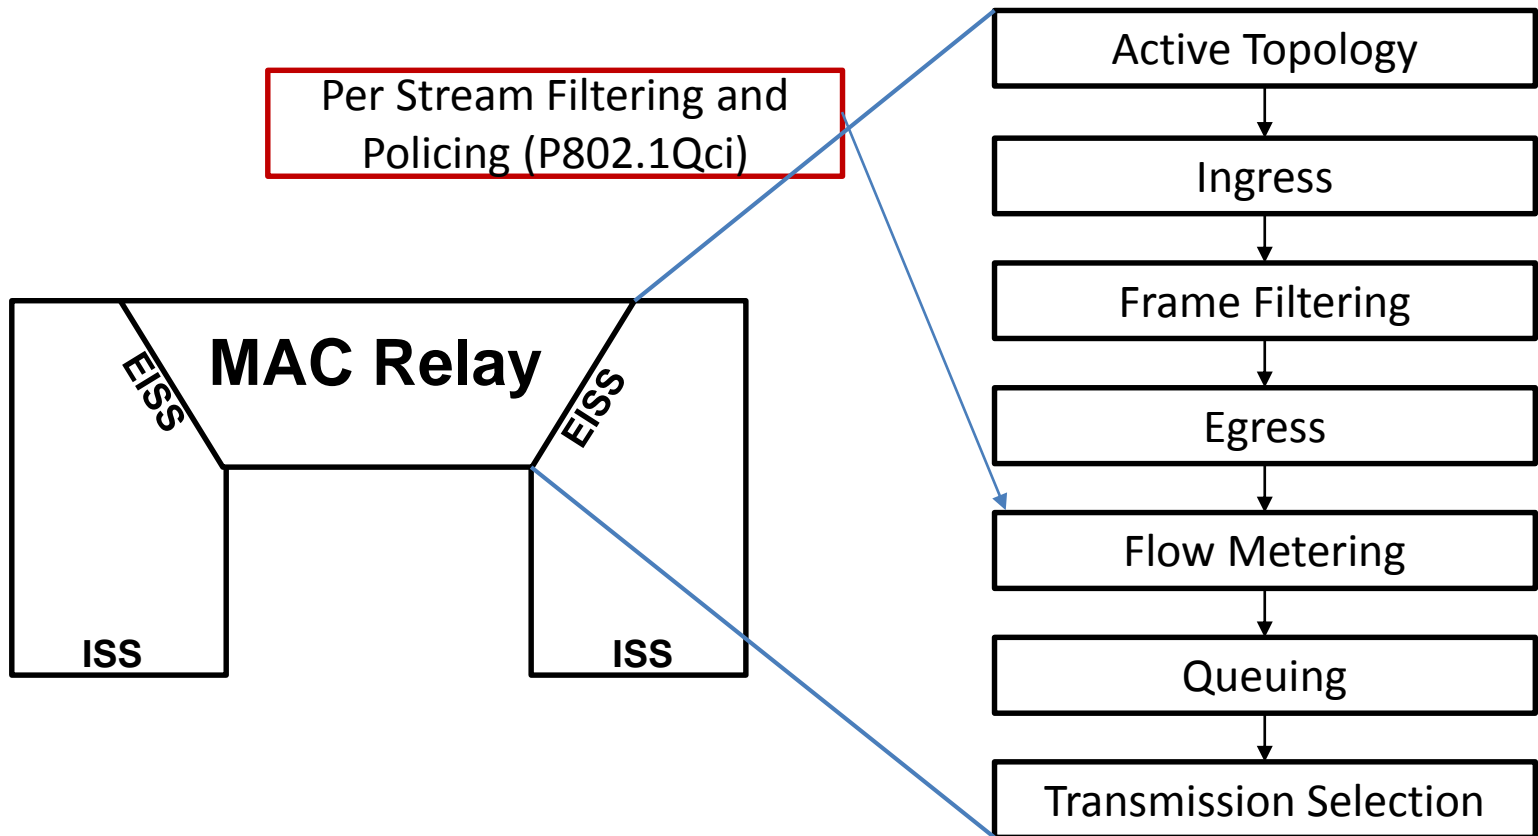 Per Stream Filtering and
Policing (P802.1Qci)
MAC Relay
EISS
EISS
ISS
ISS
Active Topology
Ingress
Frame Filtering
Egress
Flow Metering
Queuing
Transmission Selection